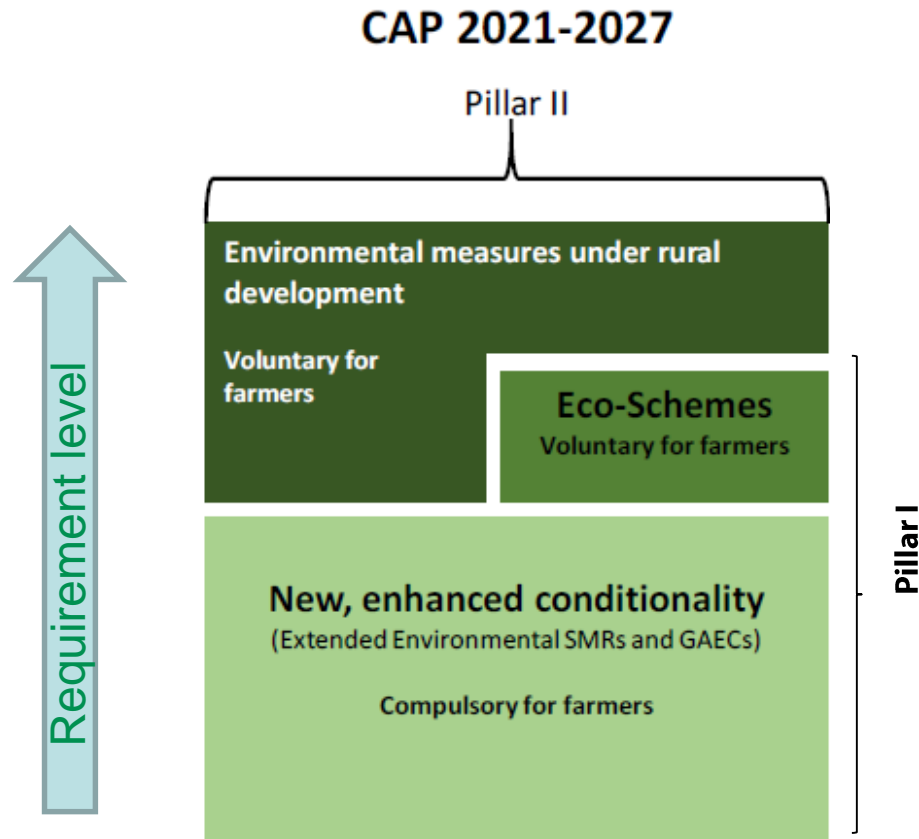 CAP 2021-2027
Pillar II
Environmental measures under rural
development
Voluntary for
farmers
Eco-Schemes
Voluntary for farmers
New, enhanced conditionality
(Extended Environmental SMRs and GAECs)
Compulsory for farmers
Requirement level
Pillar I